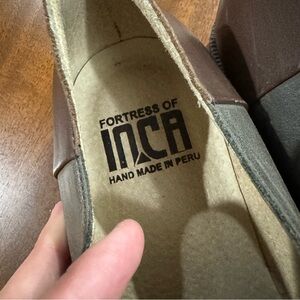 FORTRESS OF
INCA
HAND MADE IN PERU